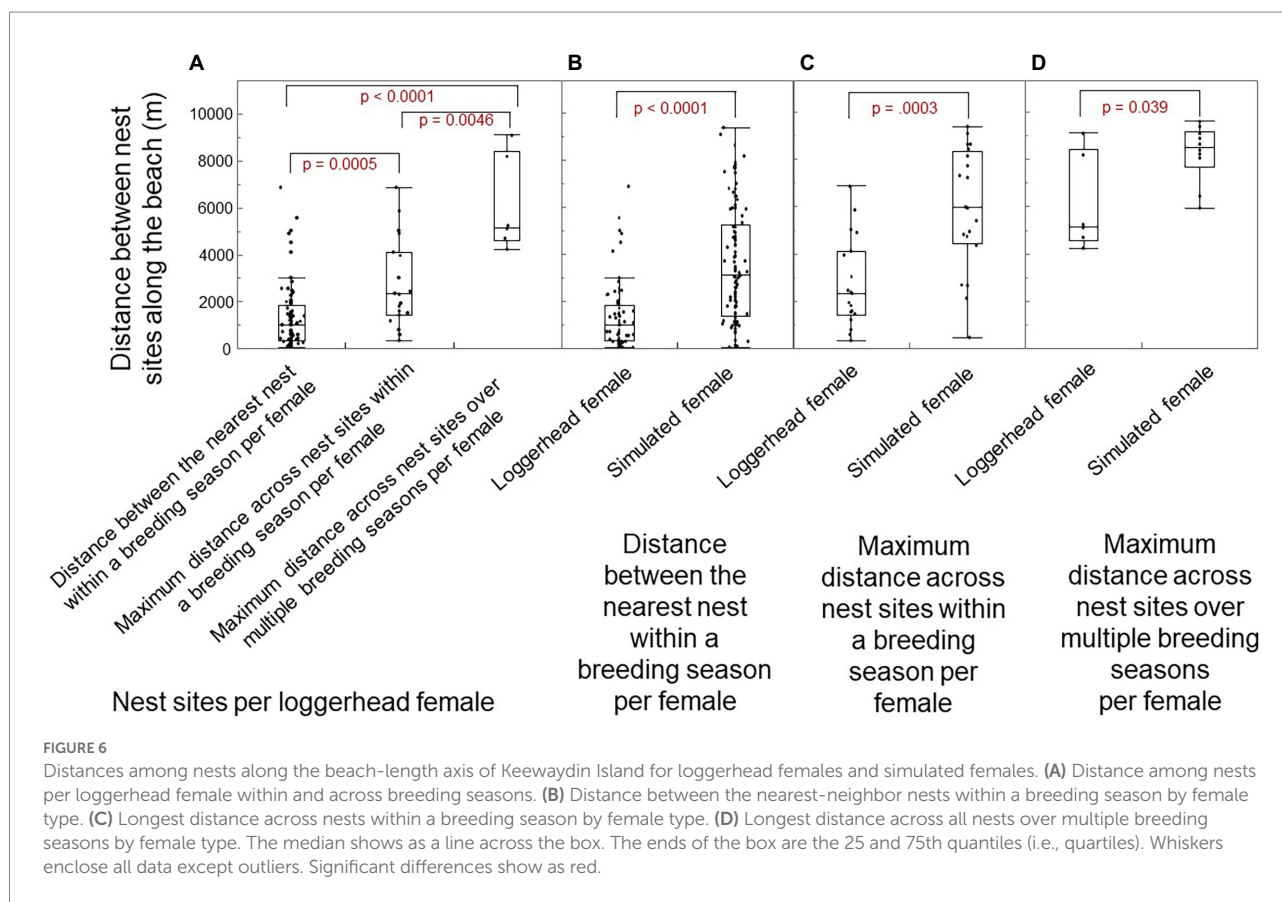 A
B
C
D
Distance between nest
sites along the beach (m)
10000
8000
6000
4000
2000
0
p < 0.0001
p = 0.0046
p = 0.0005
p < 0.0001
p = .0003
p = 0.039
Distance between the nearest nest
within a breeding season per female
Maximum distance across nest sites within
a breeding season per female
Maximum distance across nest sites over
multiple breeding seasons per female
Loggerhead female
Simulated female
Loggerhead female
Simulated female
Loggerhead female
Simulated female
Nest sites per loggerhead female
Distance
between the
nearest nest
within a
breeding season
per female
Maximum
distance across
nest sites within
a breeding
season per
female
Maximum
distance across
nest sites over
multiple breeding
seasons
per female
FIGURE 6
Distances among nests along the beach-length axis of Keewaydin Island for loggerhead females and simulated females. (A) Distance among nests
per loggerhead female within and across breeding seasons. (B) Distance between the nearest-neighbor nests within a breeding season by female
type. (C) Longest distance across nests within a breeding season by female type. (D) Longest distance across all nests over multiple breeding
seasons by female type. The median shows as a line across the box. The ends of the box are the 25 and 75th quantiles (i.e., quartiles). Whiskers
enclose all data except outliers. Significant differences show as red.